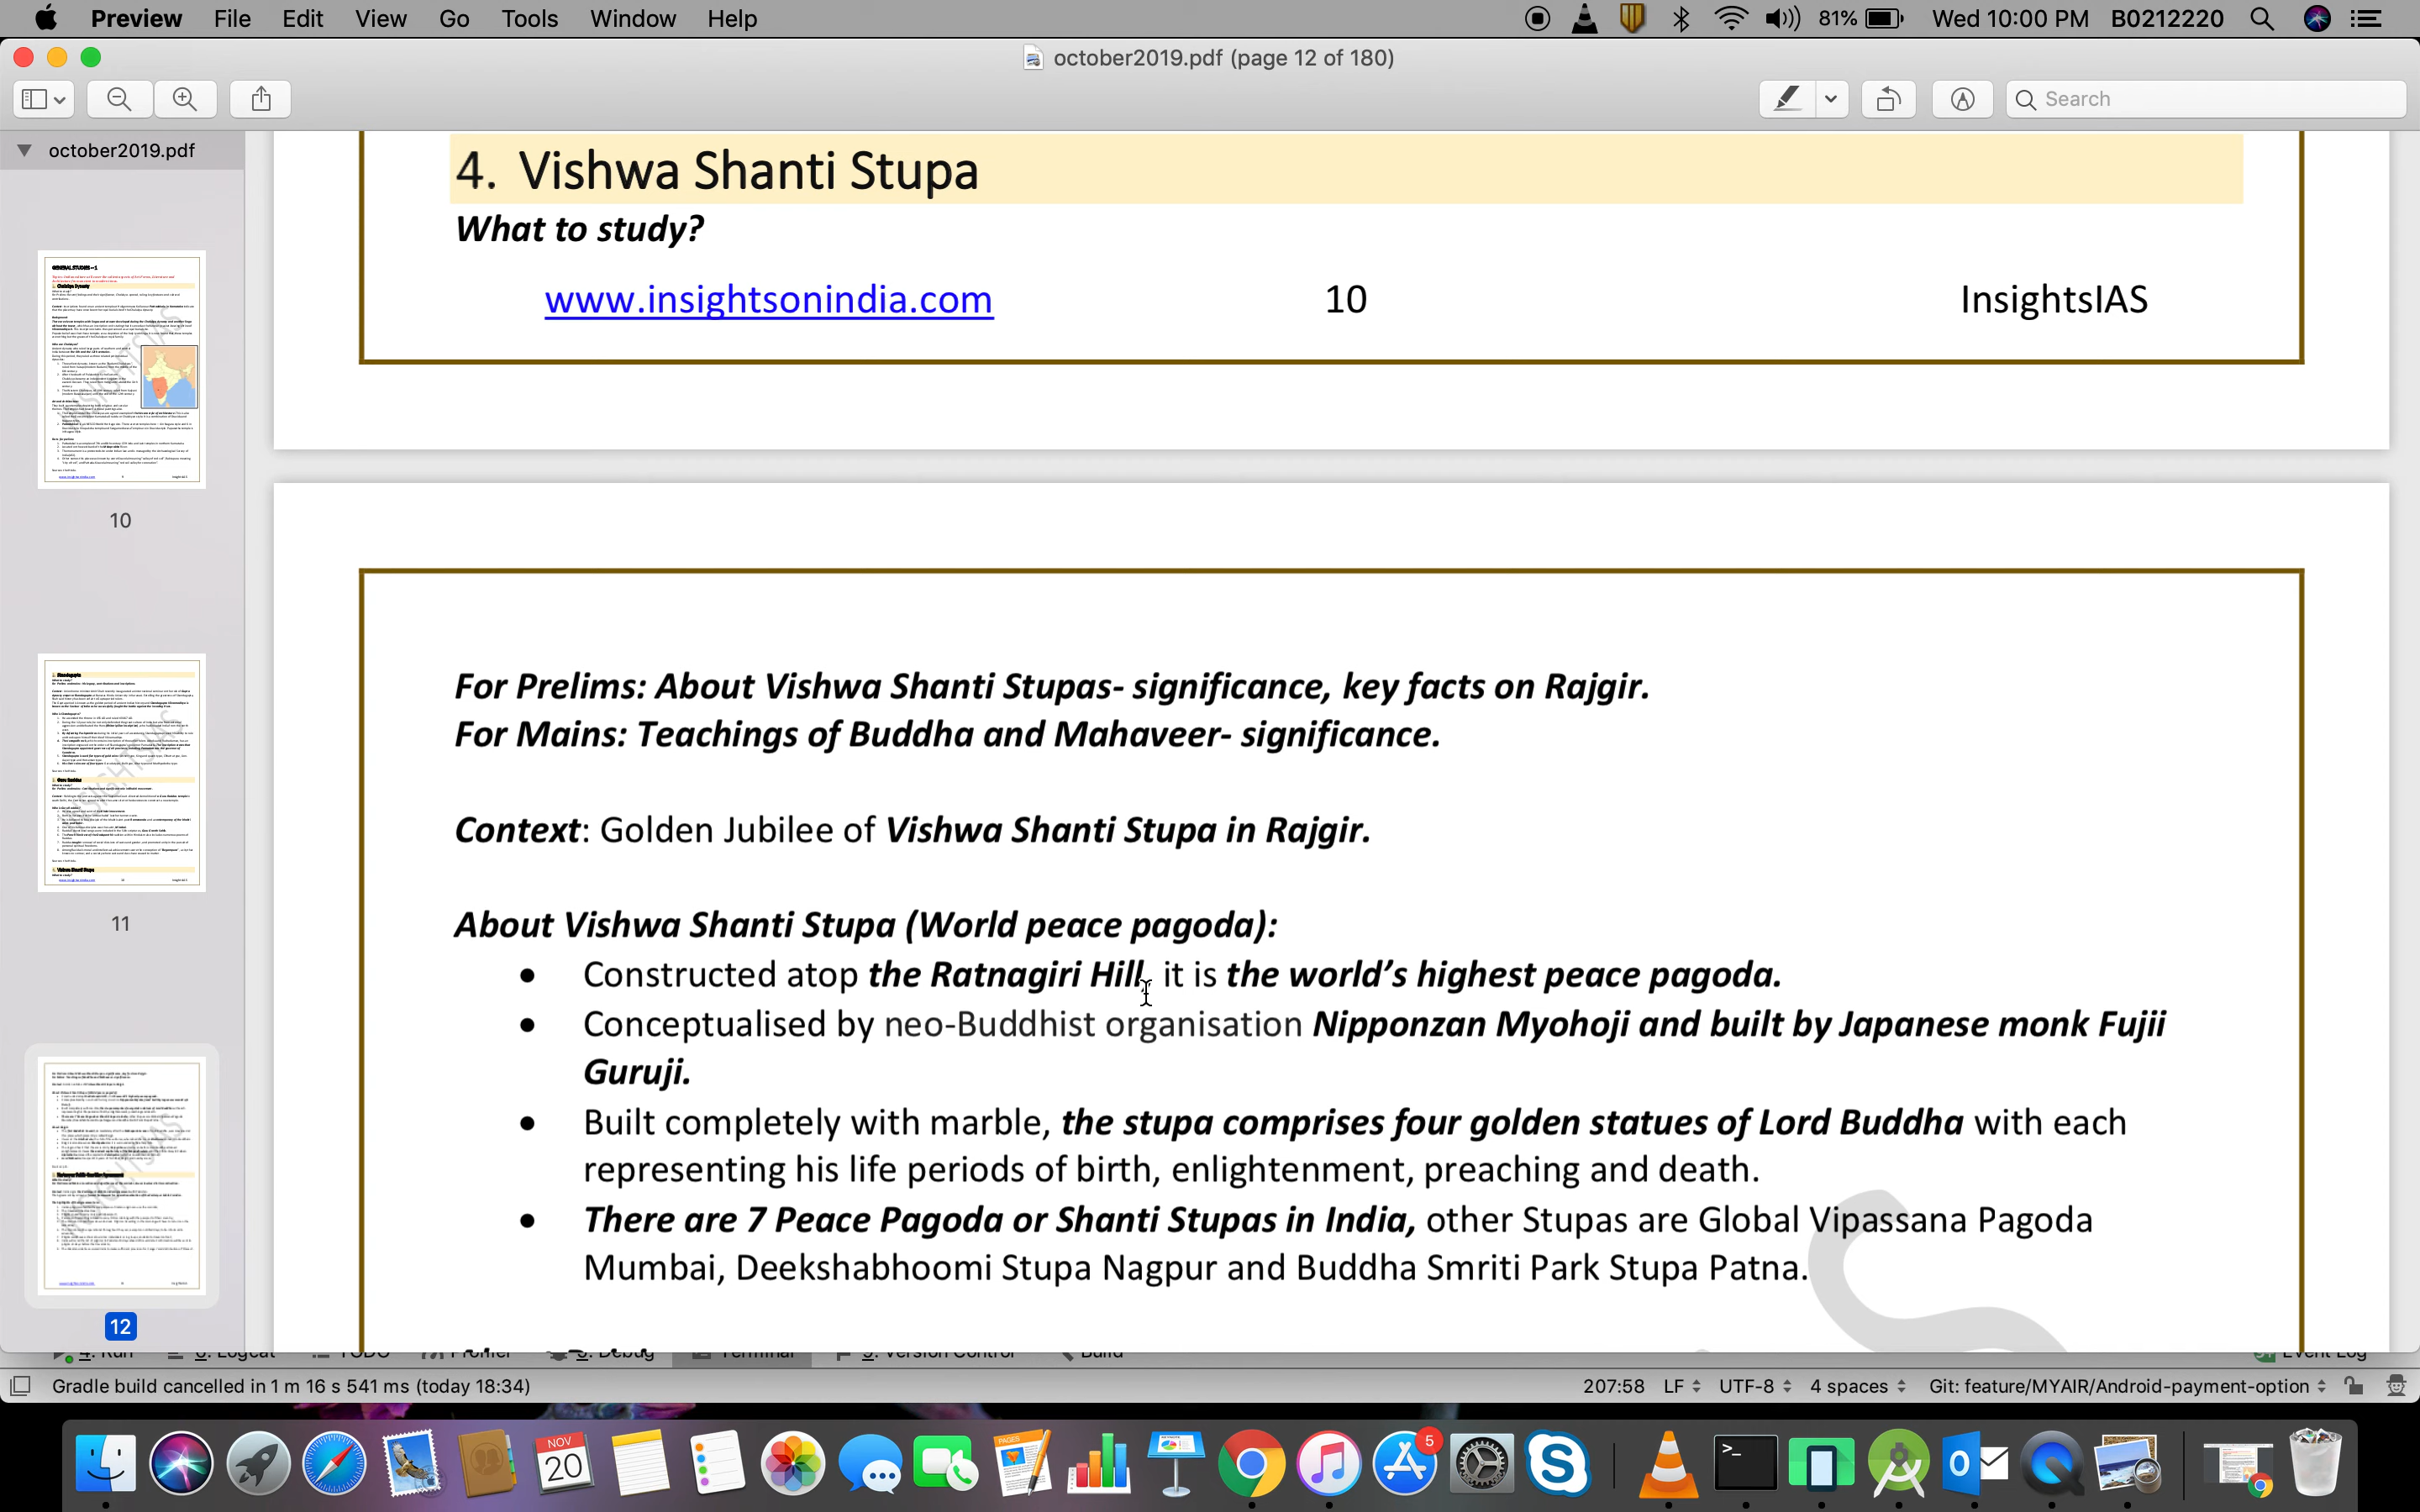 Preview File Edit View Go Tools Window Help 81% Wed 10:00 PM B0212220
october2019.pdf (page 12 of 180)
Search
october2019.pdf
10
11
12
4. Vishwa Shanti Stupa
What to study?
www.insightsonindia.com 10 InsightsIAS
For Prelims: About Vishwa Shanti Stupas- significance, key facts on Rajgir.
For Mains: Teachings of Buddha and Mahaveer- significance.
Context: Golden Jubilee of Vishwa Shanti Stupa in Rajgir.
About Vishwa Shanti Stupa (World peace pagoda):
• Constructed atop the Ratnagiri Hill, it is the world’s highest peace pagoda.
• Conceptualised by neo-Buddhist organisation Nipponzan Myohoji and built by Japanese monk Fujii
Guruji.
• Built completely with marble, the stupa comprises four golden statues of Lord Buddha with each
representing his life periods of birth, enlightenment, preaching and death.
• There are 7 Peace Pagoda or Shanti Stupas in India, other Stupas are Global Vipassana Pagoda
Mumbai, Deekshabhoomi Stupa Nagpur and Buddha Smriti Park Stupa Patna.
Gradle build cancelled in 1 m 16 s 541 ms (today 18:34) 207:58 LF UTF-8 4 spaces Git: feature/MYAIR/Android-payment-option
NOV
20
PAGES
5